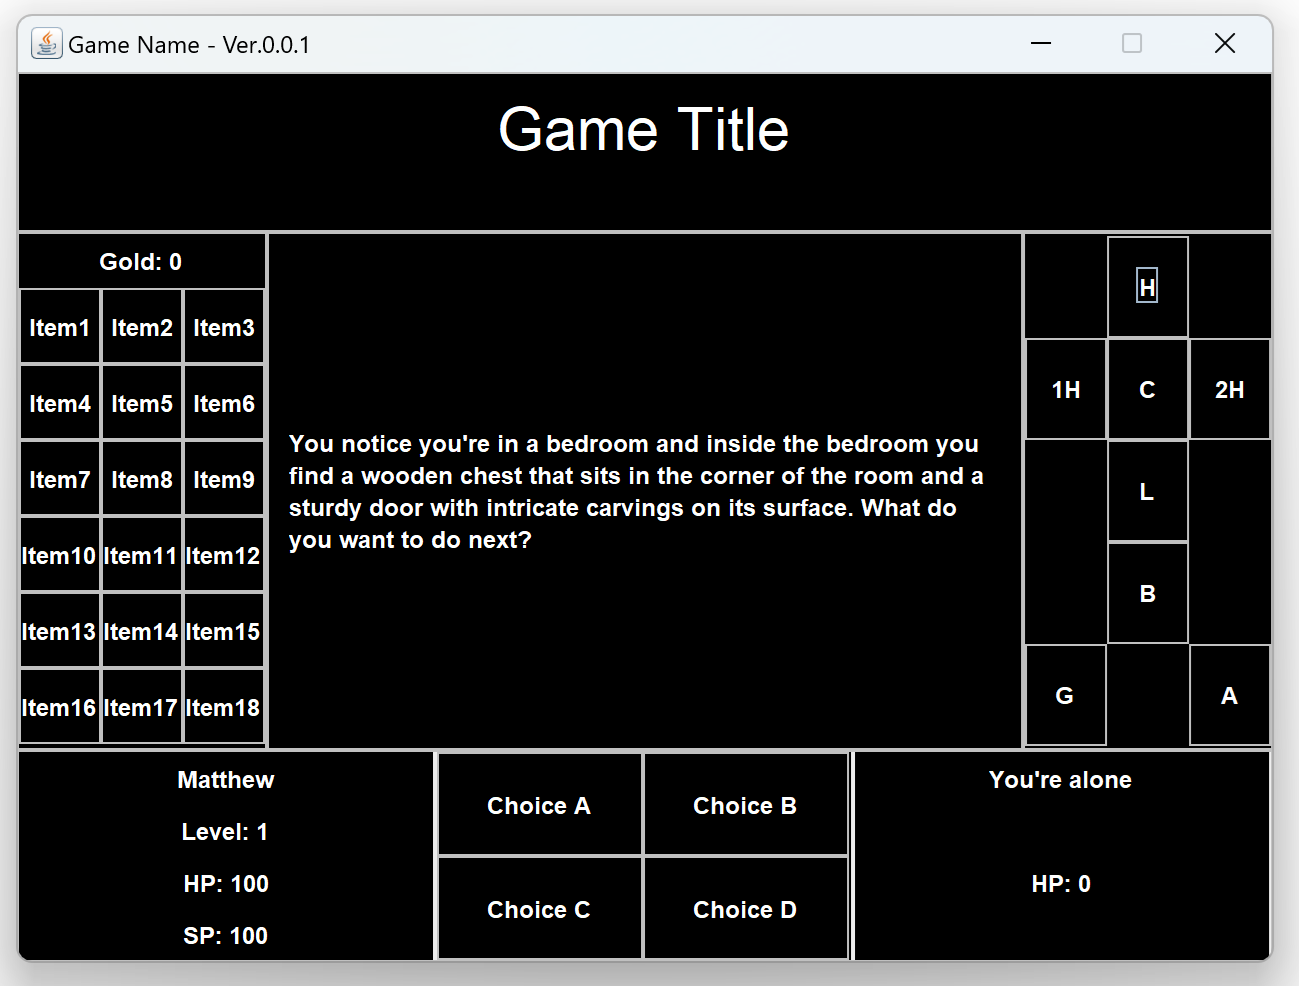 Game Name - Ver.0.0.1
Game Title
Gold: 0
Item1 Item2 Item3
Item4 Item5 Item6
Item7 Item8 Item9
Item10 Item11 Item12
Item13 Item14 Item15
Item16 Item17 Item18
You notice you're in a bedroom and inside the bedroom you
find a wooden chest that sits in the corner of the room and a
sturdy door with intricate carvings on its surface. What do
you want to do next?
H
1H C 2H
L
B
G A
Matthew
Level: 1
HP: 100
SP: 100
Choice A Choice B
Choice C Choice D
You're alone
HP: 0